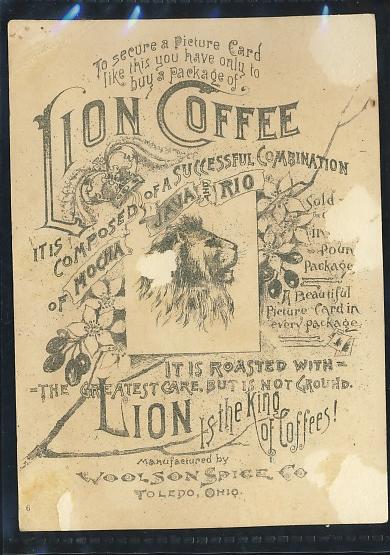 To secure a Picture Card
like this you have only to
buy a Package of
LION COFFEE
IT IS COMPOSED OF A SUCCESSFUL COMBINATION
OF MOCHA JAVA AND RIO
Sold
in
Poun
Package
A Beautiful
Picture Card in
every package
IT IS ROASTED WITH
THE GREATEST CARE, BUT IS NOT GROUND.
LION Is the King
of Coffees!
Manufactured by
WOOLSON SPICE CO
TOLEDO, OHIO.
6